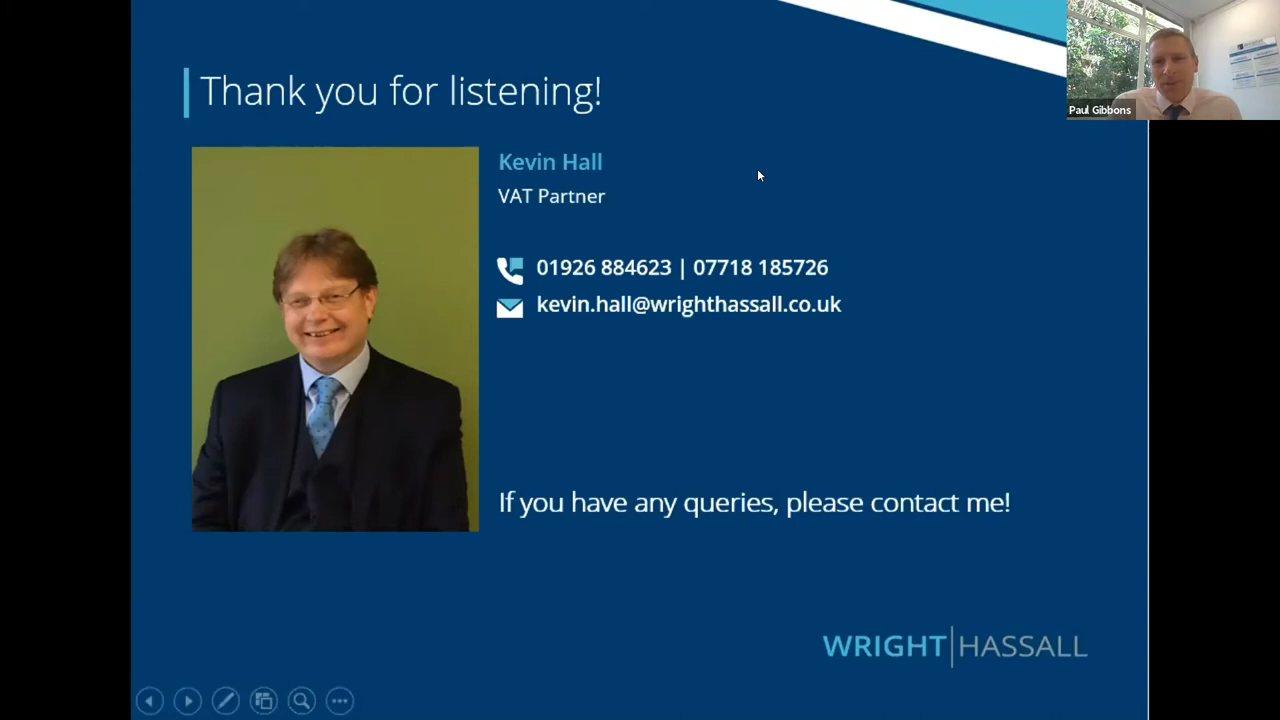 Thank you for listening!
Paul Gibbons
Kevin Hall
VAT Partner
01926 884623 | 07718 185726
kevin.hall@wrighthassall.co.uk
If you have any queries, please contact me!
WRIGHT|HASSALL